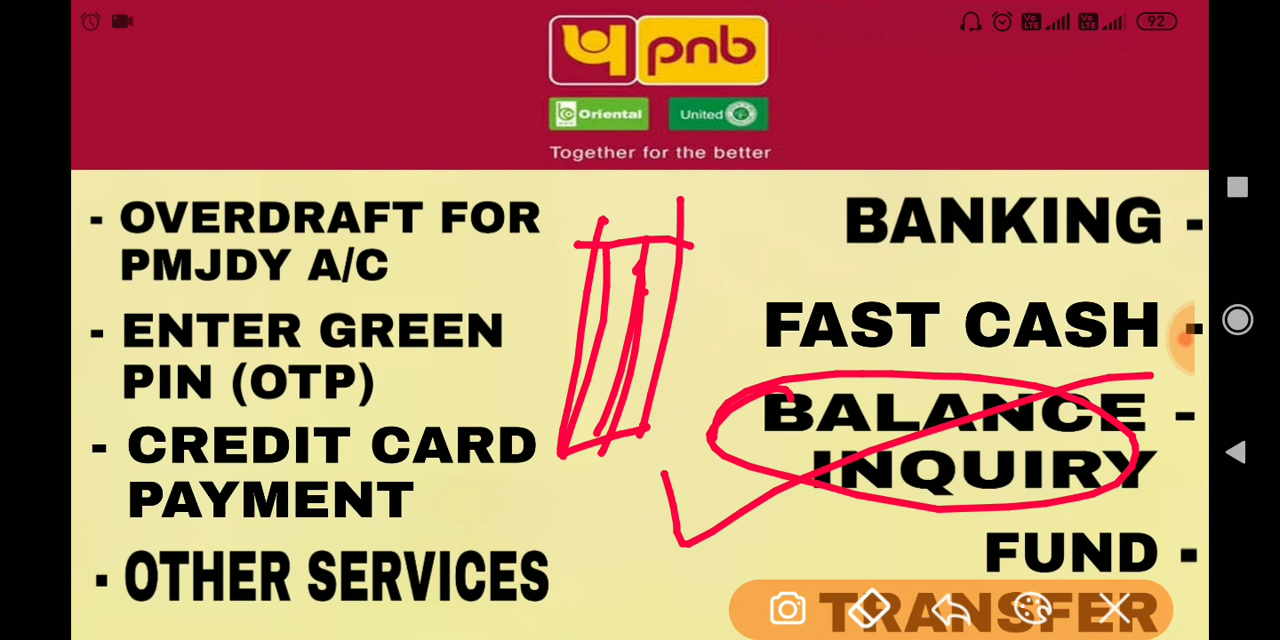 92
पी pnb
Oriental United
Together for the better
- OVERDRAFT FOR
PMJDY A/C
- ENTER GREEN
PIN (OTP)
- CREDIT CARD
PAYMENT
- OTHER SERVICES
BANKING -
FAST CASH -
BALANCE -
INQUIRY
FUND -
TRANSFER